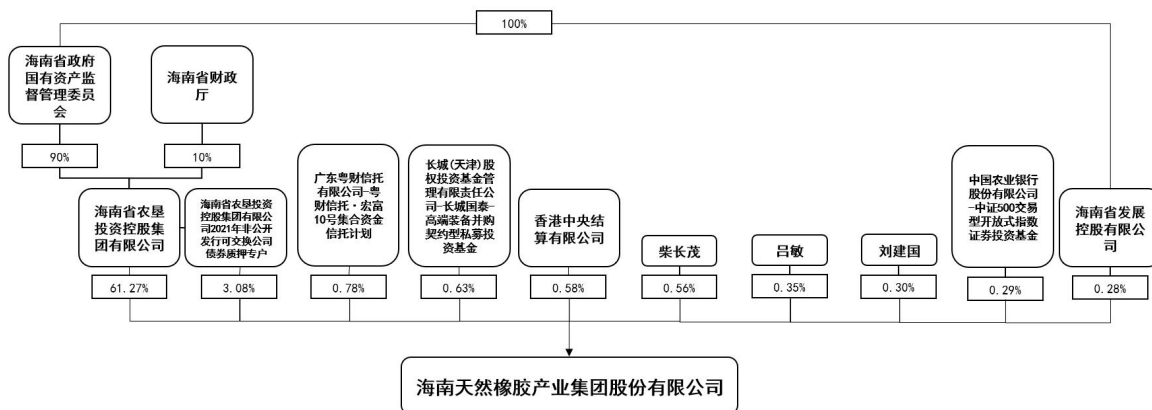 100%
海南省政府
国有资产监
督管理委员
会
海南省财政
厅
90%
10%
海南省农垦
投资控股集
团有限公司
海南省农垦投资
控股集团有限公
司2021年非公开
发行可交换公司
债券质押专户
广东粤财信托
有限公司-粤
财信托·宏富
10号集合资金
信托计划
长城(天津)股
权投资基金管
理有限责任公
司-长城国泰-
高端装备并购
契约型私募投
资基金
香港中央结
算有限公司
柴长茂
吕敏
刘建国
中国农业银行
股份有限公司
-中证500交易
型开放式指数
证券投资基金
海南省发展
控股有限公
司
61.27%
3.08%
0.78%
0.63%
0.58%
0.56%
0.35%
0.30%
0.29%
0.28%
海南天然橡胶产业集团股份有限公司